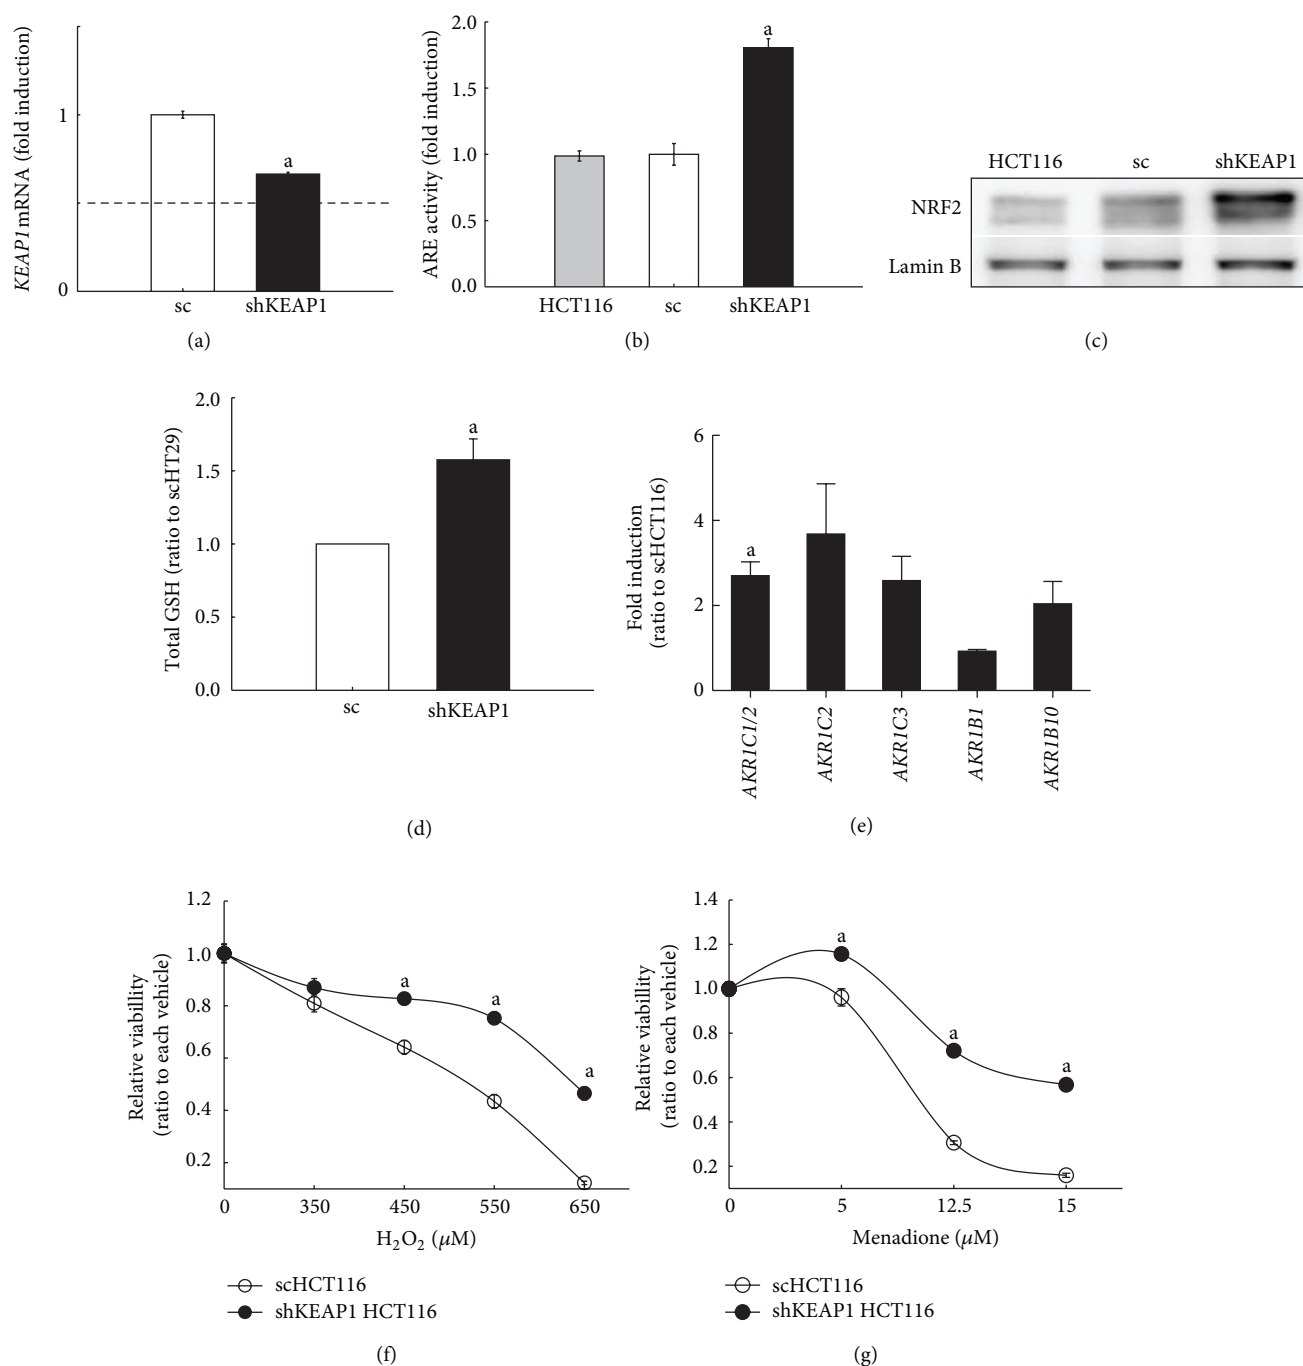 KEAP1 mRNA (fold induction)
1
0
a
sc
shKEAP1
(a)
ARE activity (fold induction)
2.0
1.5
1.0
0.5
0.0
a
HCT116
sc
shKEAP1
(b)
HCT116
sc
shKEAP1
NRF2
Lamin B
(c)
Total GSH (ratio to scHT29)
2.0
1.5
1.0
0.5
0.0
a
sc
shKEAP1
(d)
Fold induction
(ratio to scHCT116)
6
4
2
0
a
AKR1C1/2
AKR1C2
AKR1C3
AKR1B1
AKR1B10
(e)
Relative viabillity
(ratio to each vehicle)
1.2
1.0
0.8
0.6
0.4
0.2
a
a
a
0
350
450
550
650
H₂O₂ (μM)
scHCT116
shKEAP1 HCT116
(f)
Relative viabillity
(ratio to each vehicle)
1.4
1.2
1.0
0.8
0.6
0.4
0.2
a
a
a
0
5
12.5
15
Menadione (μM)
scHCT116
shKEAP1 HCT116
(g)